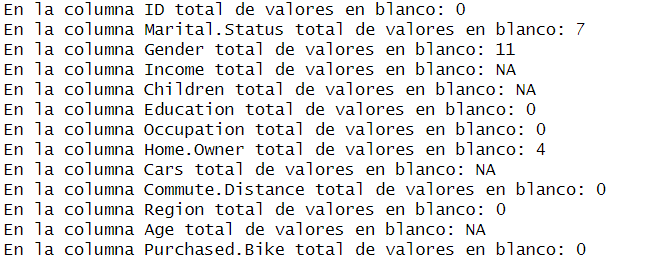 En la columna ID total de valores en blanco: 0
En la columna Marital.Status total de valores en blanco: 7
En la columna Gender total de valores en blanco: 11
En la columna Income total de valores en blanco: NA
En la columna Children total de valores en blanco: NA
En la columna Education total de valores en blanco: 0
En la columna Occupation total de valores en blanco: 0
En la columna Home.Owner total de valores en blanco: 4
En la columna Cars total de valores en blanco: NA
En la columna Commute.Distance total de valores en blanco: 0
En la columna Region total de valores en blanco: 0
En la columna Age total de valores en blanco: NA
En la columna Purchased.Bike total de valores en blanco: 0